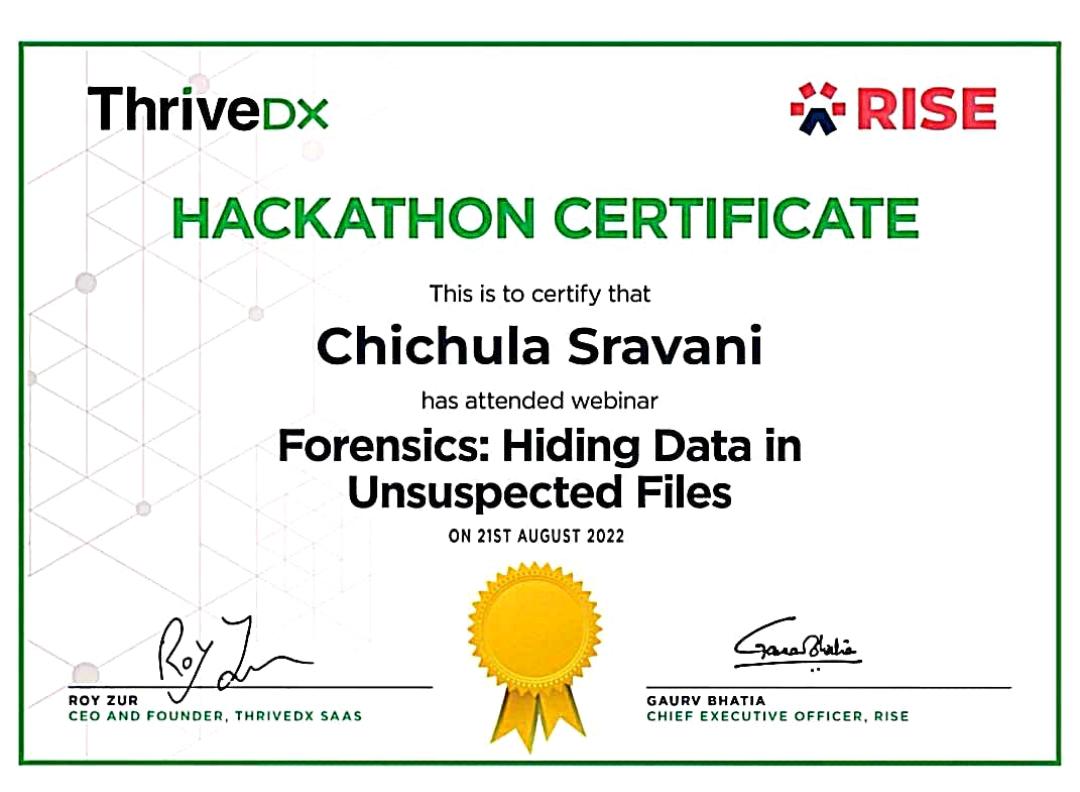 ThriveDX
RISE
HACKATHON CERTIFICATE
This is to certify that
Chichula Sravani
has attended webinar
Forensics: Hiding Data in
Unsuspected Files
ON 21ST AUGUST 2022
Roy Zur
Gaurav Bhatia
ROY ZUR
CEO AND FOUNDER, THRIVEDX SAAS
GAURV BHATIA
CHIEF EXECUTIVE OFFICER, RISE